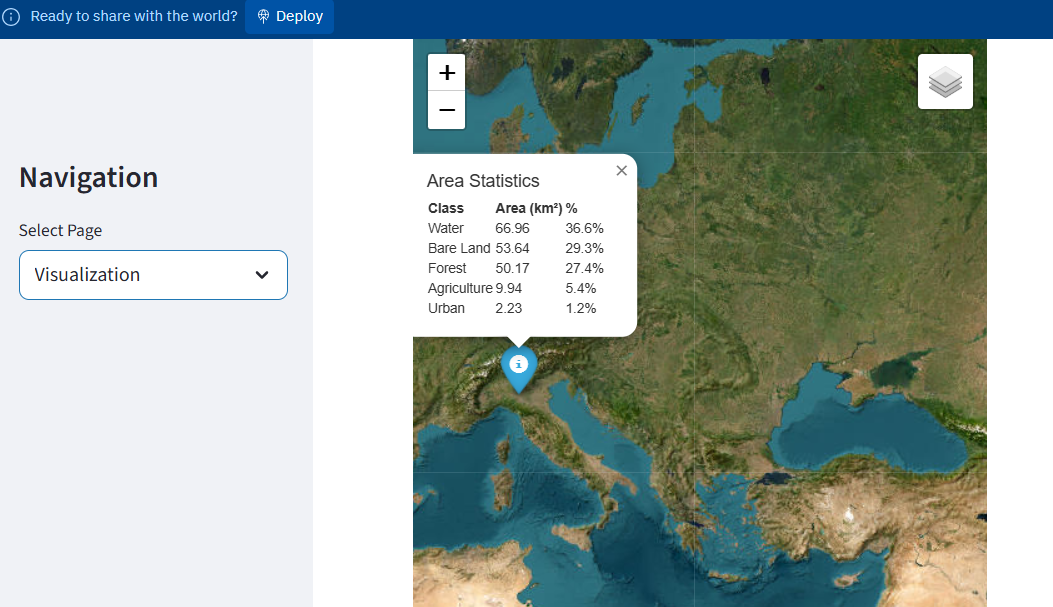 Ready to share with the world? Deploy
Navigation
Select Page
Visualization
+
−
Area Statistics
Class Area (km²) %
Water 66.96 36.6%
Bare Land 53.64 29.3%
Forest 50.17 27.4%
Agriculture 9.94 5.4%
Urban 2.23 1.2%